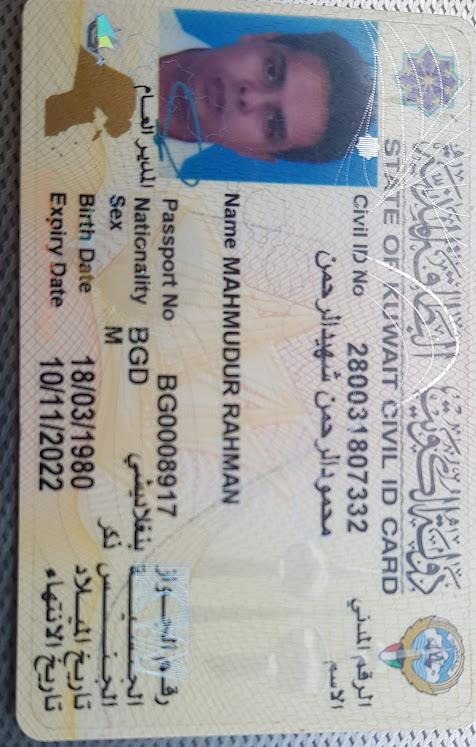 دولة الكويت البطاقة المدنية
STATE OF KUWAIT CIVIL ID CARD
Civil ID No 280031807332 الرقم المدني
محمودالرحمن شهيدالرحمن الاسم
Name MAHMUDUR RAHMAN
Passport No BG0008917 رقم الجواز
Nationality BGD بنغلاديشي الجنسية
Sex M ذكر الجنس
Birth Date 18/03/1980 تاريخ الميلاد
Expiry Date 10/11/2022 تاريخ الانتهاء
المدير العام